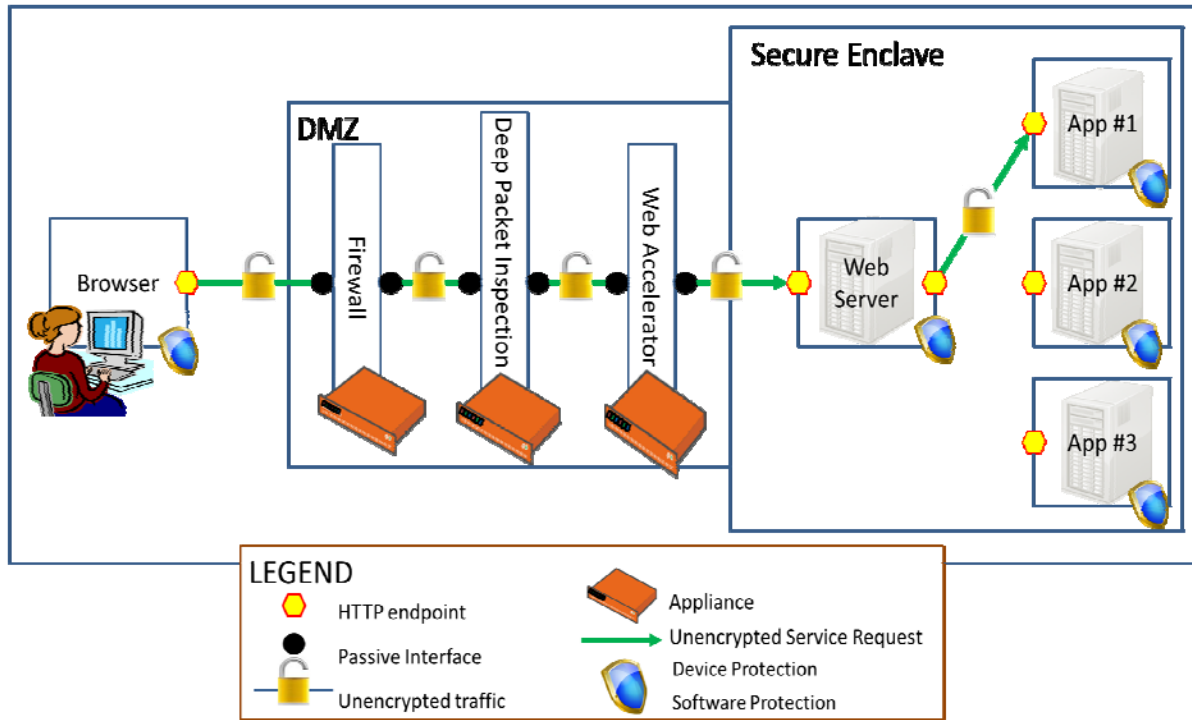 Secure Enclave
DMZ
Browser
Firewall
Deep Packet Inspection
Web Accelerator
Web
Server
App #1
App #2
App #3
LEGEND
HTTP endpoint
Passive Interface
Unencrypted traffic
Appliance
Unencrypted Service Request
Device Protection
Software Protection